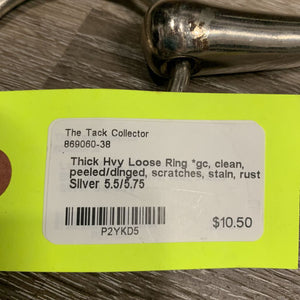 The Tack Collector
869060-38
Thick Hvy Loose Ring *gc, clean,
peeled/dinged, scratches, stain, rust
Silver 5.5/5.75
$10.50
P2YKD5